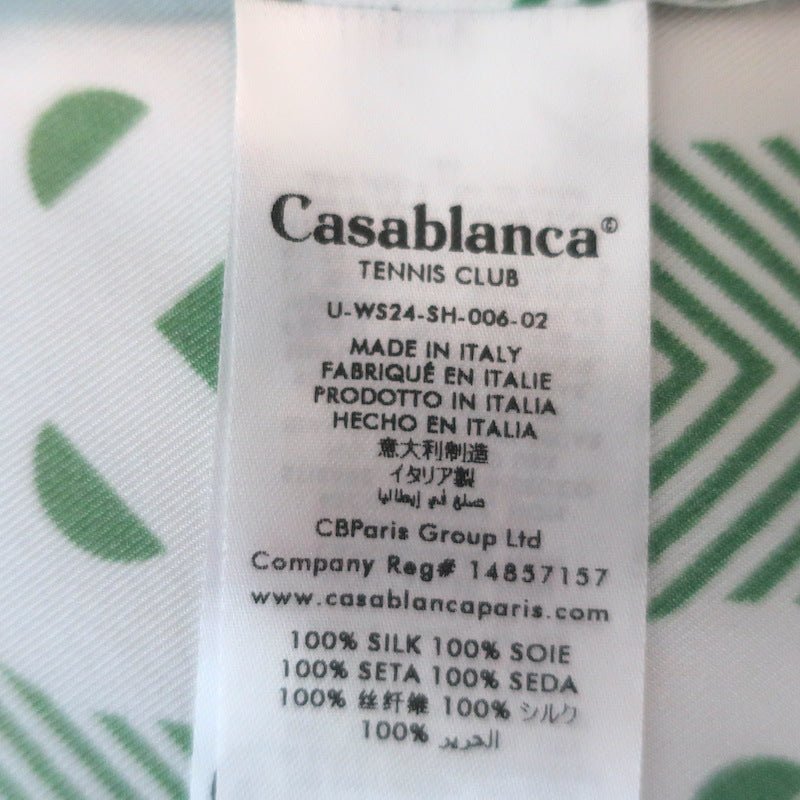 Casablanca®
TENNIS CLUB
U-WS24-SH-006-02
MADE IN ITALY
FABRIQUÉ EN ITALIE
PRODOTTO IN ITALIA
HECHO EN ITALIA
意大利制造
イタリア製
صنع في إيطاليا
CBParis Group Ltd
Company Reg# 14857157
www.casablancaparis.com
100% SILK 100% SOIE
100% SETA 100% SEDA
100% 丝纤维 100% シルク
100% الحرير